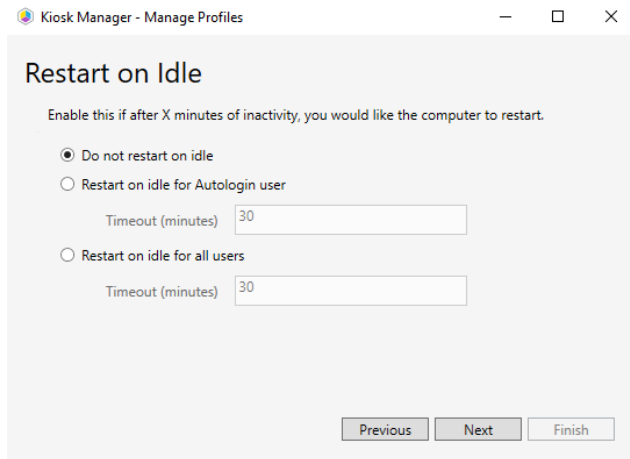 Kiosk Manager - Manage Profiles
Restart on Idle
Enable this if after X minutes of inactivity, you would like the computer to restart.
Do not restart on idle
Restart on idle for Autologin user
Timeout (minutes) 30
Restart on idle for all users
Timeout (minutes) 30
Previous Next Finish